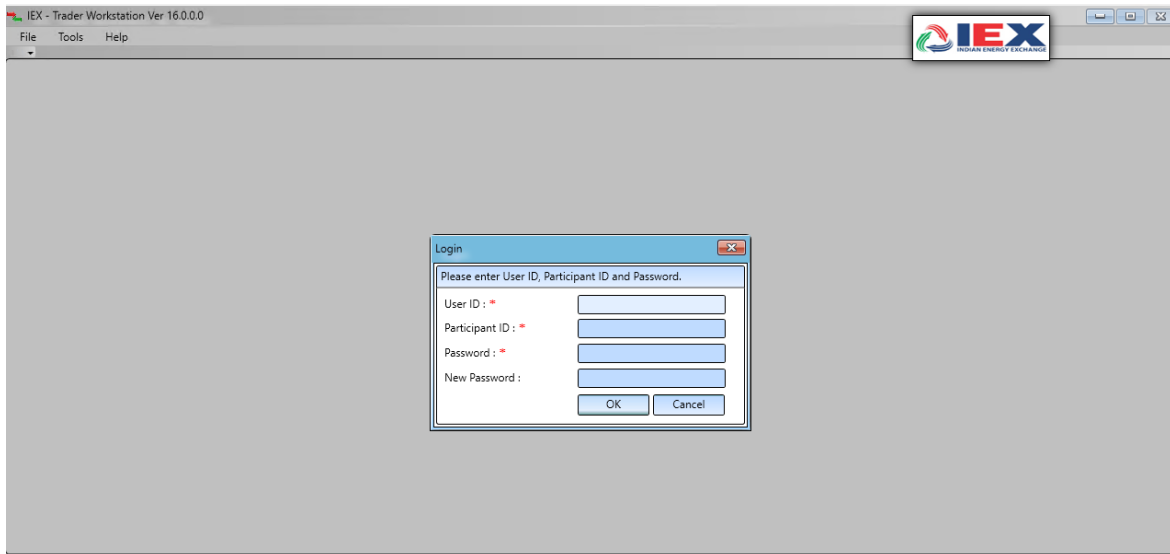 IEX - Trader Workstation Ver 16.0.0.0
File Tools Help
IEX
INDIAN ENERGY EXCHANGE
Login
Please enter User ID, Participant ID and Password.
User ID : *
Participant ID : *
Password : *
New Password :
OK Cancel